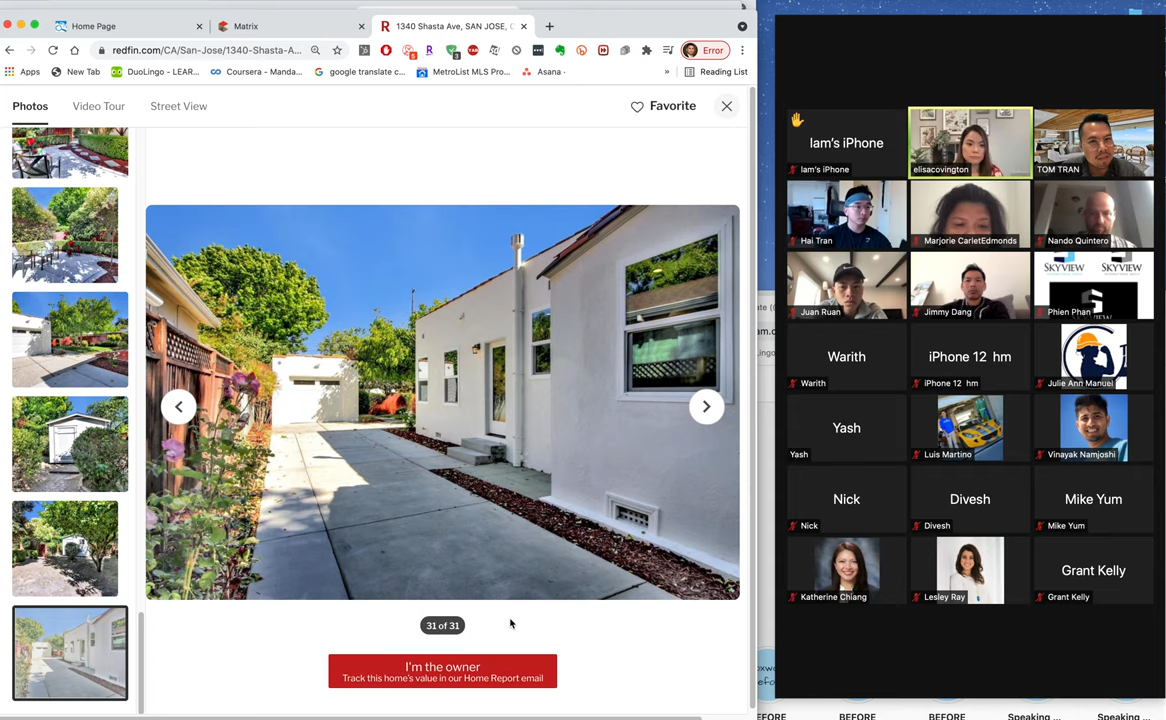 Home Page
Matrix
1340 Shasta Ave, SAN JOSE, C
redfin.com/CA/San-Jose/1340-Shasta-A...
Error
Apps
New Tab
DuoLingo - LEAR...
Coursera - Manda...
google translate c...
MetroList MLS Pro...
Asana ·
»
Reading List
Photos
Video Tour
Street View
Favorite
31 of 31
I'm the owner
Track this home's value in our Home Report email
Iam's iPhone
Iam's iPhone
elisacovington
TOM TRAN
Hai Tran
Marjorie CarletEdmonds
Nando Quintero
Juan Ruan
Jimmy Dang
SKYVIEW
SKYVIEW
Phien Phan
Warith
Warith
iPhone 12 hm
iPhone 12 hm
Julie Ann Manuel
Yash
Yash
Luis Martino
Vinayak Namjoshi
Nick
Nick
Divesh
Divesh
Mike Yum
Mike Yum
Katherine Chiang
Lesley Ray
Grant Kelly
Grant Kelly
EFORE
BEFORE
BEFORE
Speaking ...
Speaking ...